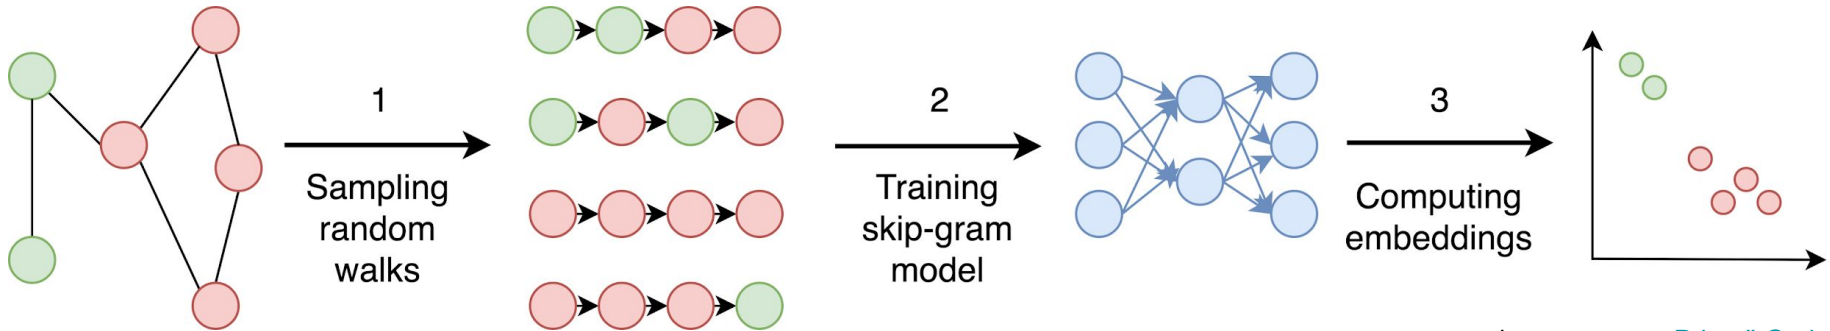 1
Sampling
random
walks
2
Training
skip-gram
model
3
Computing
embeddings